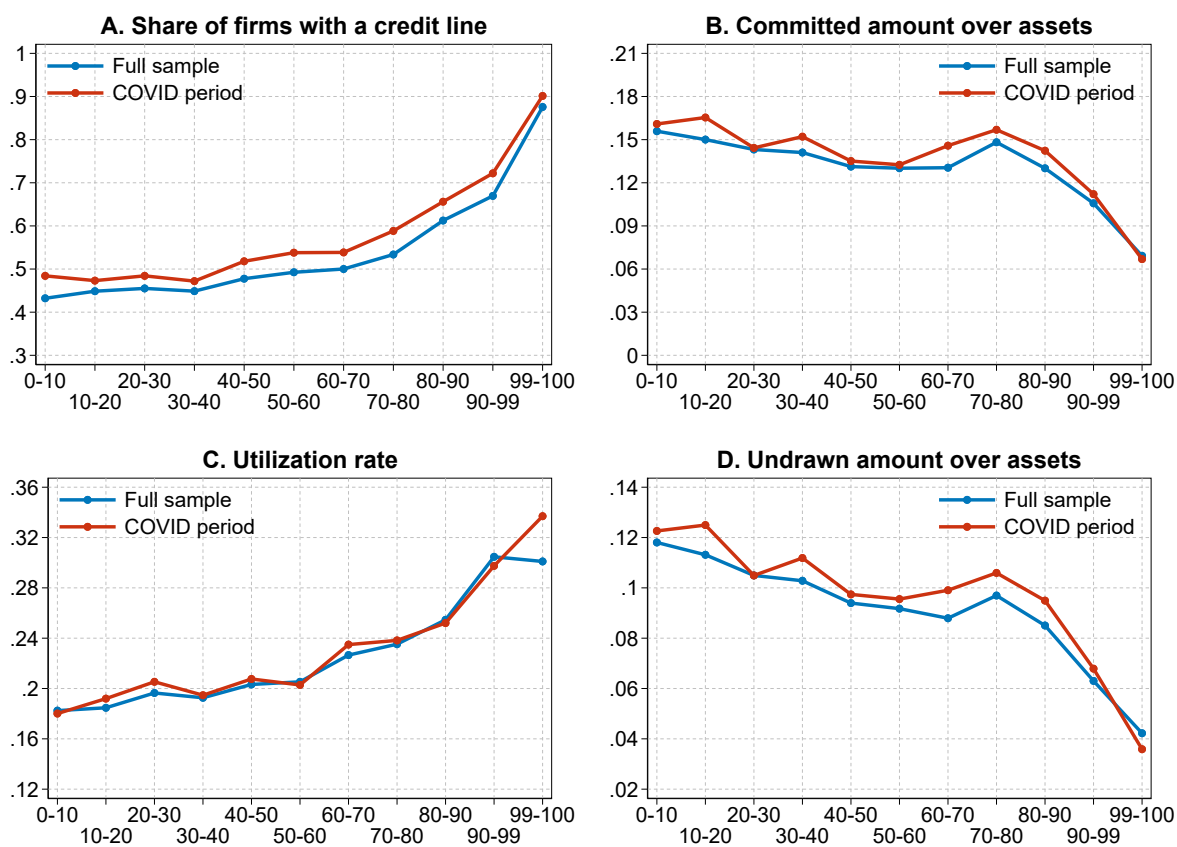 A. Share of firms with a credit line
1
.9
.8
.7
.6
.5
.4
.3
Full sample
COVID period
0-10 20-30 40-50 60-70 80-90 99-100
10-20 30-40 50-60 70-80 90-99
B. Committed amount over assets
.21
.18
.15
.12
.09
.06
.03
0
Full sample
COVID period
0-10 20-30 40-50 60-70 80-90 99-100
10-20 30-40 50-60 70-80 90-99
C. Utilization rate
.36
.32
.28
.24
.2
.16
.12
Full sample
COVID period
0-10 20-30 40-50 60-70 80-90 99-100
10-20 30-40 50-60 70-80 90-99
D. Undrawn amount over assets
.14
.12
.1
.08
.06
.04
.02
Full sample
COVID period
0-10 20-30 40-50 60-70 80-90 99-100
10-20 30-40 50-60 70-80 90-99